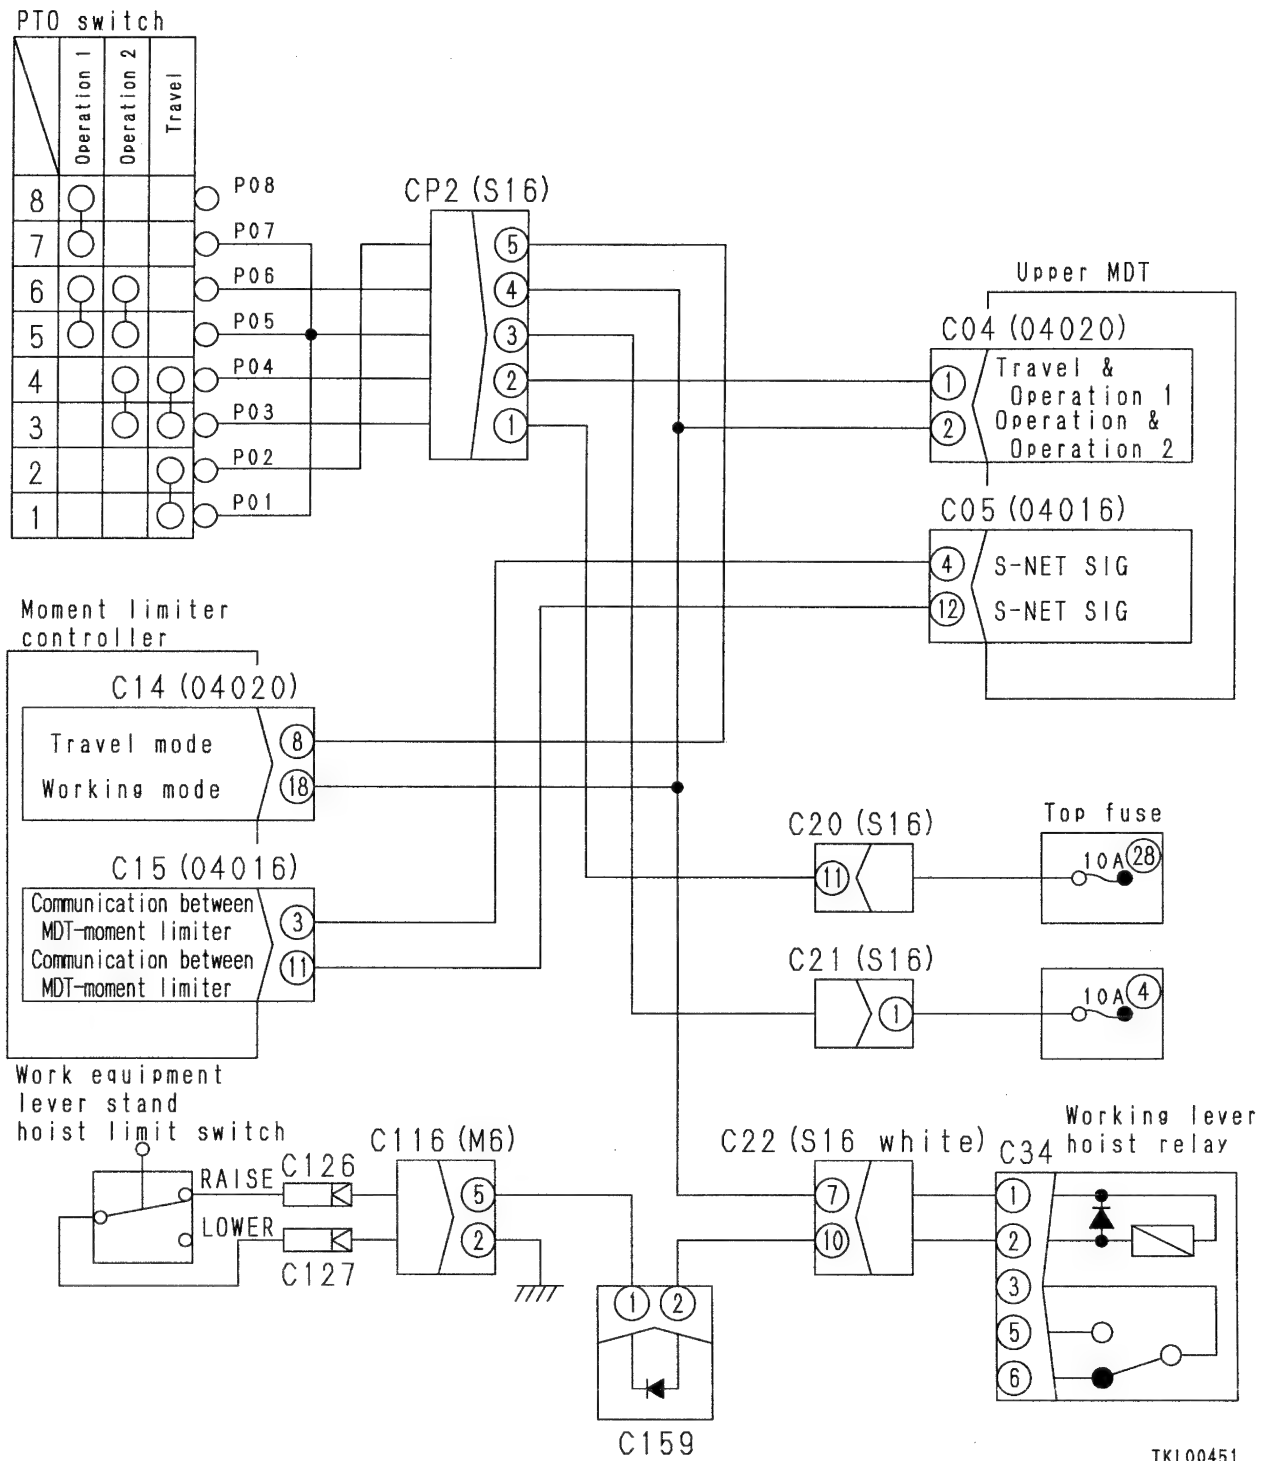 PTO switch
Operation 1
Operation 2
Travel
8
7
6
5
4
3
2
1
P08
P07
P06
P05
P04
P03
P02
P01
CP2 (S16)
5
4
3
2
1
Upper MDT
C04 (04020)
1
Travel &
Operation 1
2
Operation &
Operation 2
C05 (04016)
4 S-NET SIG
12 S-NET SIG
Moment limiter
controller
C14 (04020)
Travel mode 8
Working mode 18
C15 (04016)
Communication between
MDT-moment limiter
3
Communication between
MDT-moment limiter
11
C20 (S16)
11
Top fuse
10A 28
C21 (S16)
1
10A 4
Work equipment
lever stand
hoist limit switch
RAISE
LOWER
C126
C127
C116 (M6)
5
2
1 2
C159
C22 (S16 white)
7
10
Working lever
hoist relay
C34
1
2
3
5
6
TKL00451